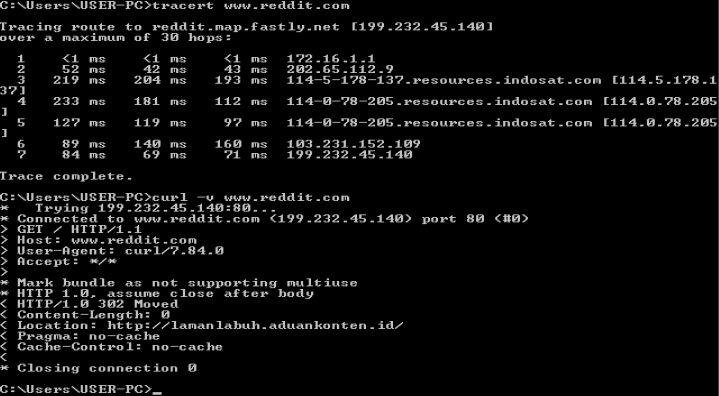 C:\Users\USER-PC>tracert www.reddit.com
Tracing route to reddit.map.fastly.net [199.232.45.140]
over a maximum of 30 hops:
1 <1 ms <1 ms <1 ms 172.16.1.1
2 52 ms 42 ms 43 ms 202.65.112.9
3 219 ms 204 ms 193 ms 114-5-178-137.resources.indosat.com [114.5.178.1
37]
4 233 ms 181 ms 112 ms 114-0-78-205.resources.indosat.com [114.0.78.205
]
5 127 ms 119 ms 97 ms 114-0-78-205.resources.indosat.com [114.0.78.205
]
6 89 ms 140 ms 160 ms 103.231.152.109
7 84 ms 69 ms 71 ms 199.232.45.140
Trace complete.
C:\Users\USER-PC>curl -v www.reddit.com
* Trying 199.232.45.140:80...
* Connected to www.reddit.com (199.232.45.140) port 80 (#0)
> GET / HTTP/1.1
> Host: www.reddit.com
> User-Agent: curl/7.84.0
> Accept: */*
>
* Mark bundle as not supporting multiuse
* HTTP 1.0, assume close after body
< HTTP/1.0 302 Moved
< Content-Length: 0
< Location: http://lamanlabuh.aduankonten.id/
< Pragma: no-cache
< Cache-Control: no-cache
<
* Closing connection 0
C:\Users\USER-PC>_